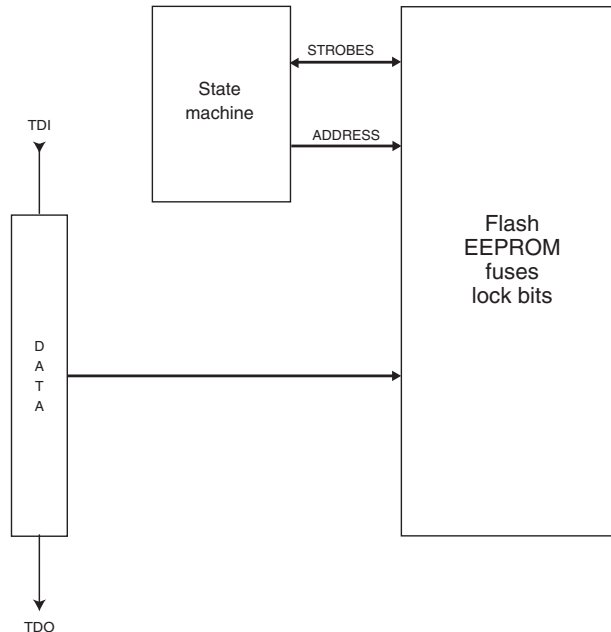 STROBES
State
machine
ADDRESS
TDI
Flash
EEPROM
fuses
lock bits
D
A
T
A
TDO